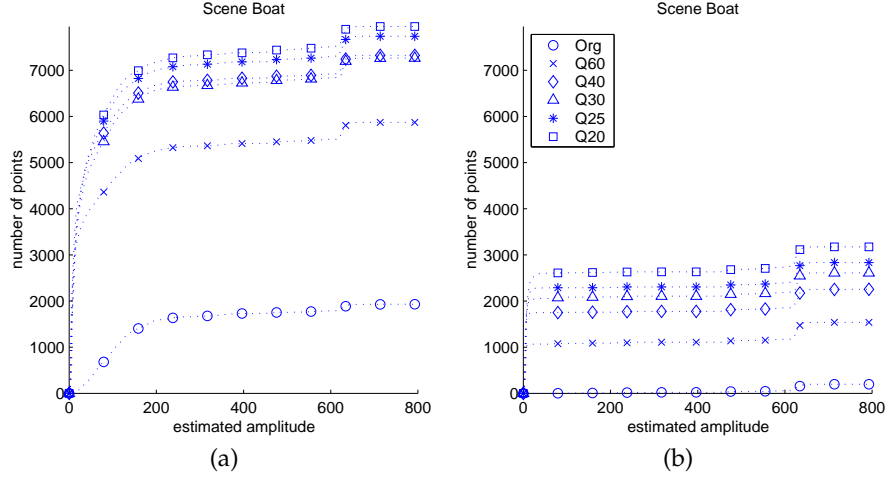 Scene Boat
7000
6000
5000
4000
3000
2000
1000
0
number of points
0 200 400 600 800
estimated amplitude
(a)
Scene Boat
7000
6000
5000
4000
3000
2000
1000
0
number of points
Org
Q60
Q40
Q30
Q25
Q20
0 200 400 600 800
estimated amplitude
(b)